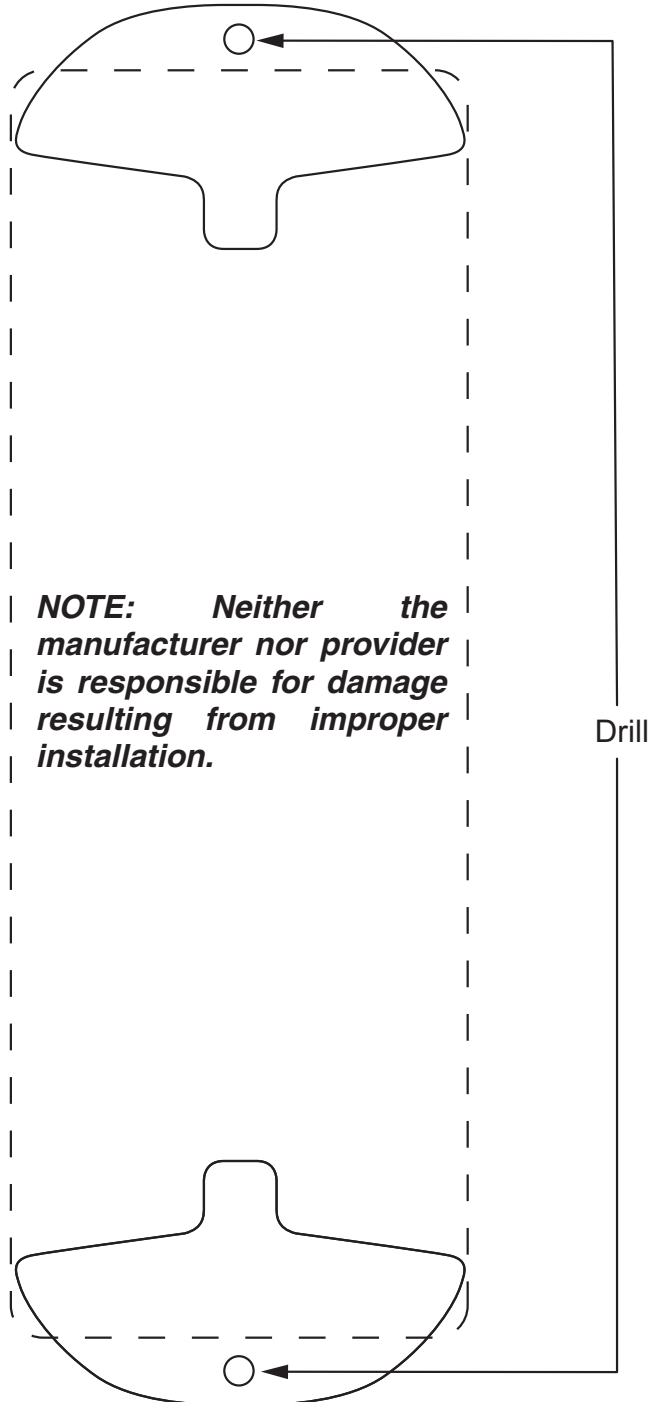 NOTE: Neither the
manufacturer nor provider
is responsible for damage
resulting from improper
installation.
Drill